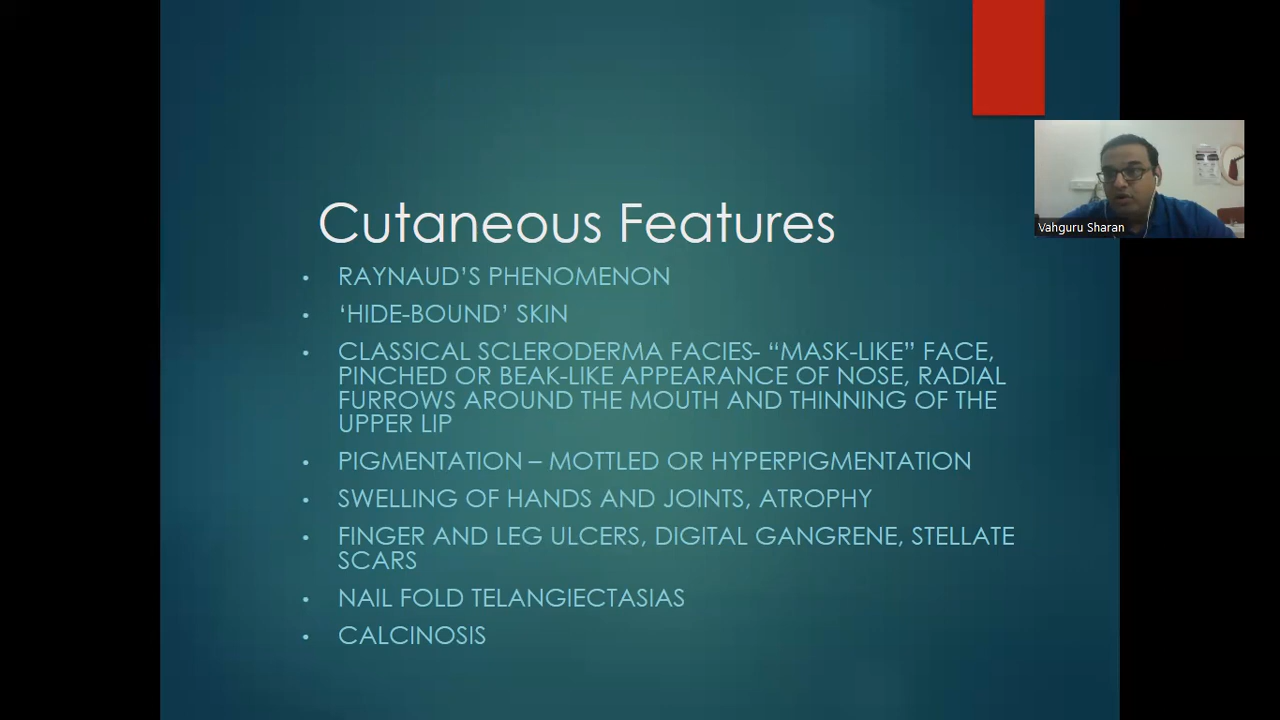 Cutaneous Features
• RAYNAUD’S PHENOMENON
• ‘HIDE-BOUND’ SKIN
• CLASSICAL SCLERODERMA FACIES- “MASK-LIKE” FACE,
PINCHED OR BEAK-LIKE APPEARANCE OF NOSE, RADIAL
FURROWS AROUND THE MOUTH AND THINNING OF THE
UPPER LIP
• PIGMENTATION – MOTTLED OR HYPERPIGMENTATION
• SWELLING OF HANDS AND JOINTS, ATROPHY
• FINGER AND LEG ULCERS, DIGITAL GANGRENE, STELLATE
SCARS
• NAIL FOLD TELANGIECTASIAS
• CALCINOSIS
Vahguru Sharan